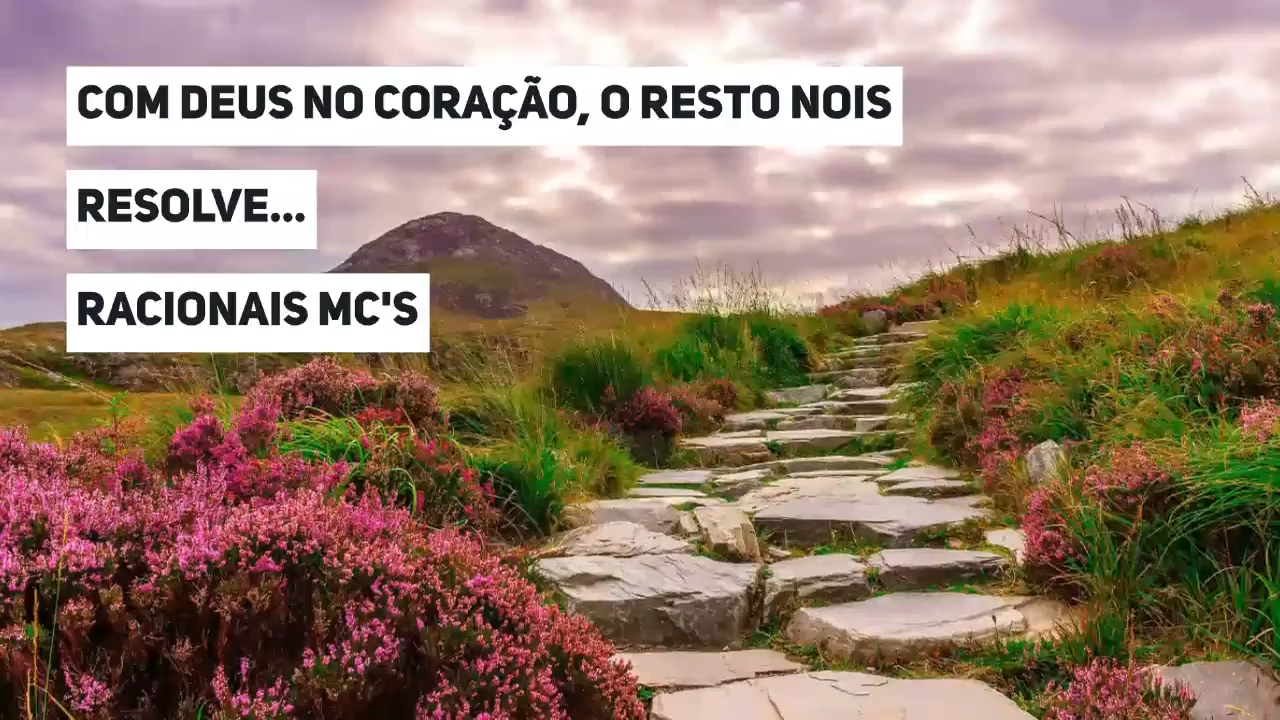 COM DEUS NO CORAÇÃO, O RESTO NOIS
RESOLVE...
RACIONAIS MC'S